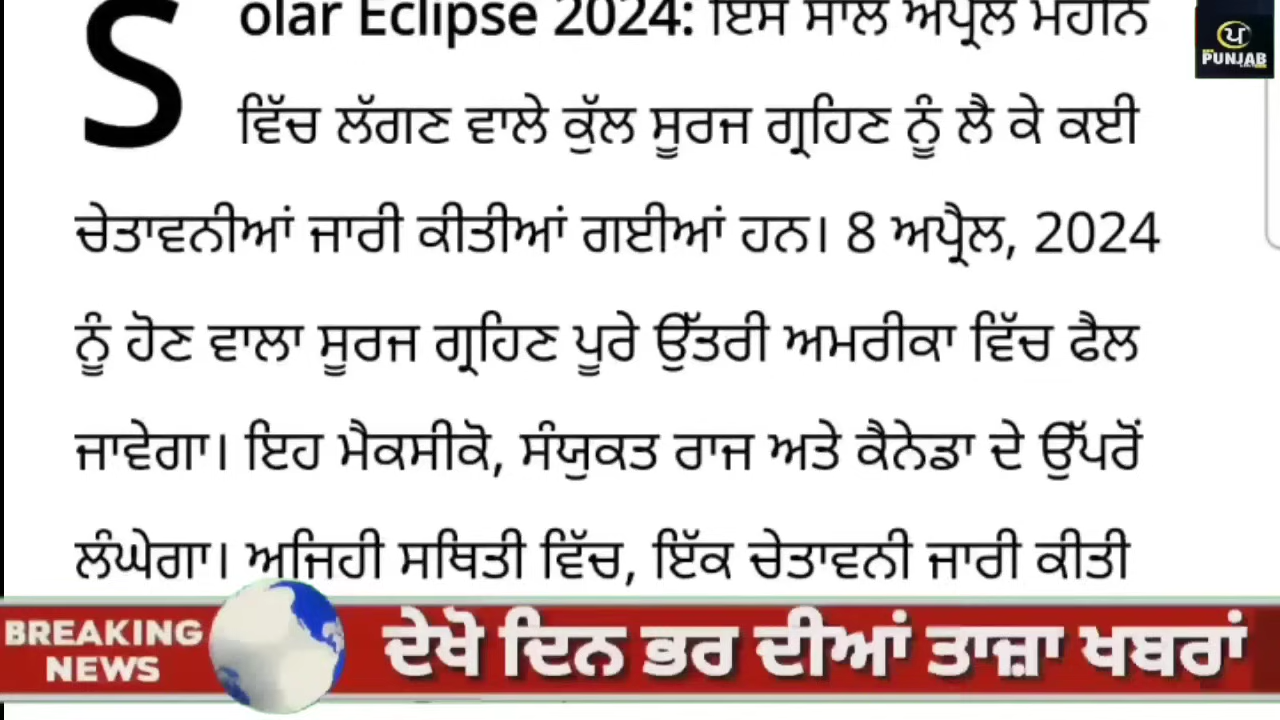 Solar Eclipse 2024: ਇਸ ਸਾਲ ਅਪ੍ਰੈਲ ਮਹੀਨੇ
ਵਿੱਚ ਲੱਗਣ ਵਾਲੇ ਕੁੱਲ ਸੂਰਜ ਗ੍ਰਹਿਣ ਨੂੰ ਲੈ ਕੇ ਕਈ
ਚੇਤਾਵਨੀਆਂ ਜਾਰੀ ਕੀਤੀਆਂ ਗਈਆਂ ਹਨ। 8 ਅਪ੍ਰੈਲ, 2024
ਨੂੰ ਹੋਣ ਵਾਲਾ ਸੂਰਜ ਗ੍ਰਹਿਣ ਪੂਰੇ ਉੱਤਰੀ ਅਮਰੀਕਾ ਵਿੱਚ ਫੈਲ
ਜਾਵੇਗਾ। ਇਹ ਮੈਕਸੀਕੋ, ਸੰਯੁਕਤ ਰਾਜ ਅਤੇ ਕੈਨੇਡਾ ਦੇ ਉੱਪਰੋਂ
ਲੰਘੇਗਾ। ਅਜਿਹੀ ਸਥਿਤੀ ਵਿੱਚ, ਇੱਕ ਚੇਤਾਵਨੀ ਜਾਰੀ ਕੀਤੀ
ਪ
PUNJAB
BREAKING
NEWS
ਦੇਖੋ ਦਿਨ ਭਰ ਦੀਆਂ ਤਾਜ਼ਾ ਖਬਰਾਂ